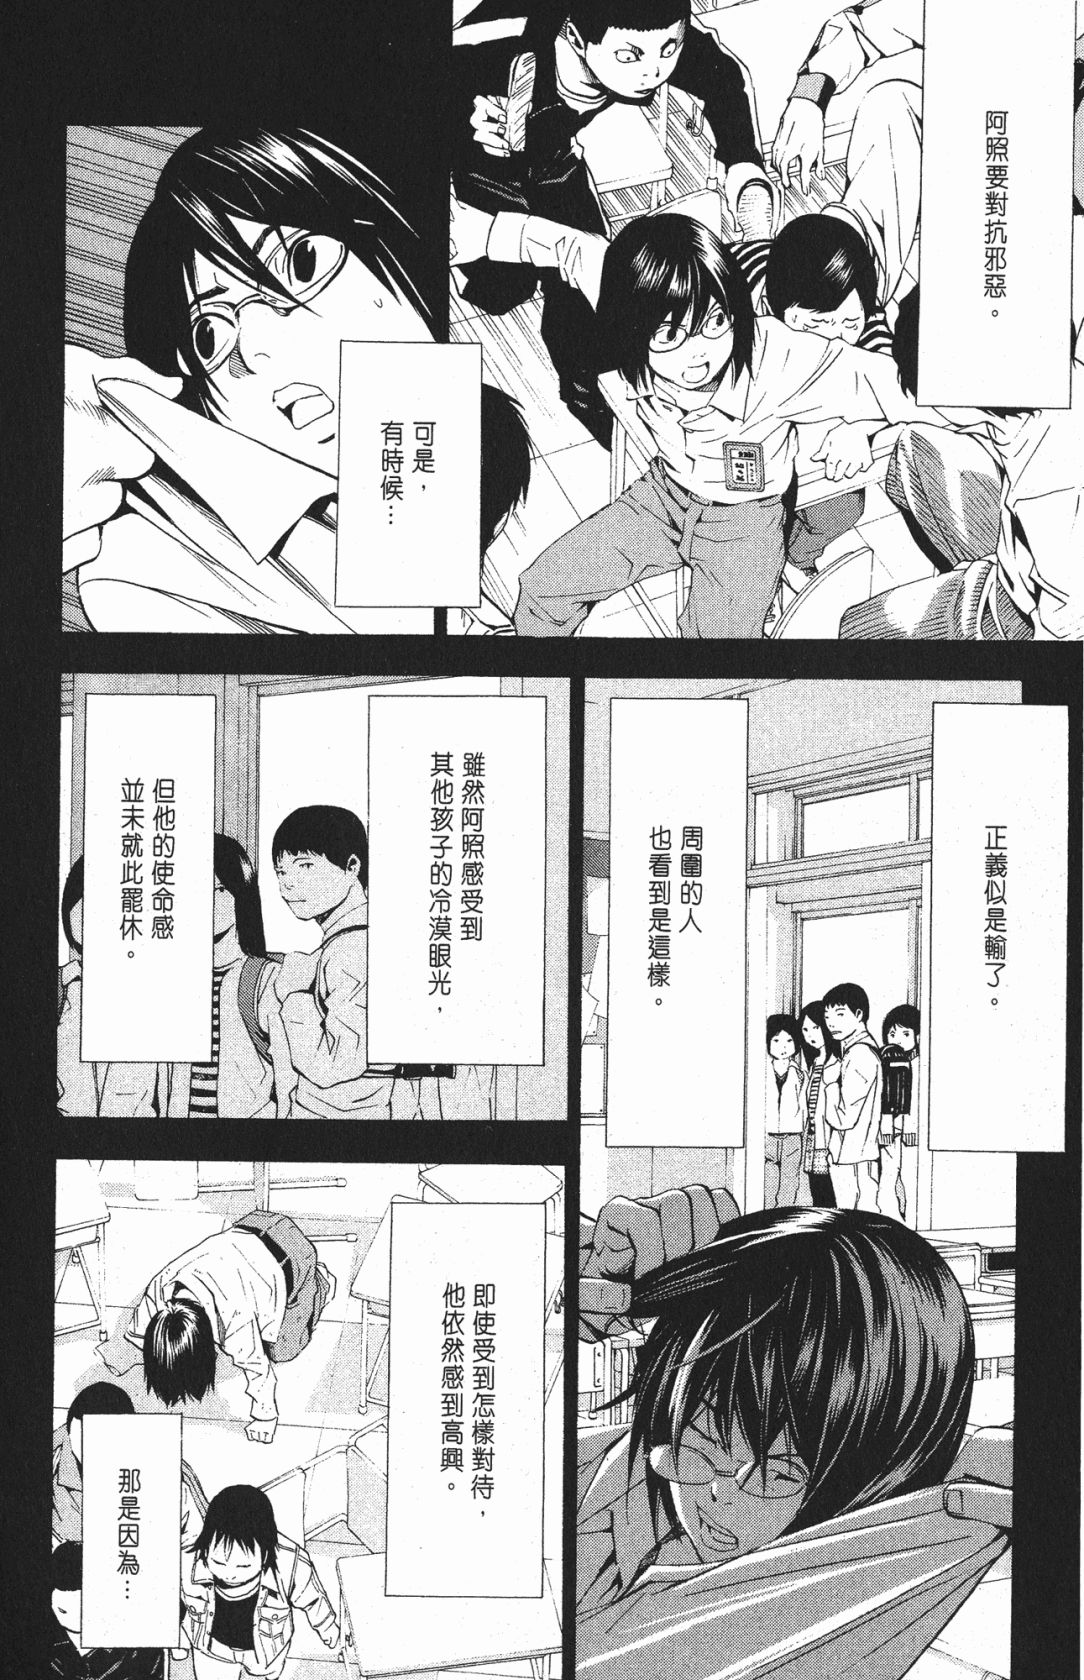 阿照要對抗邪惡。
可是，
有時候…
正義似是輸了。
周圍的人
也看到是這樣。
雖然阿照感受到
其他孩子的冷漠眼光，
但他的使命感
並未就此罷休。
即使受到怎樣對待，
他依然感到高興。
那是因為…